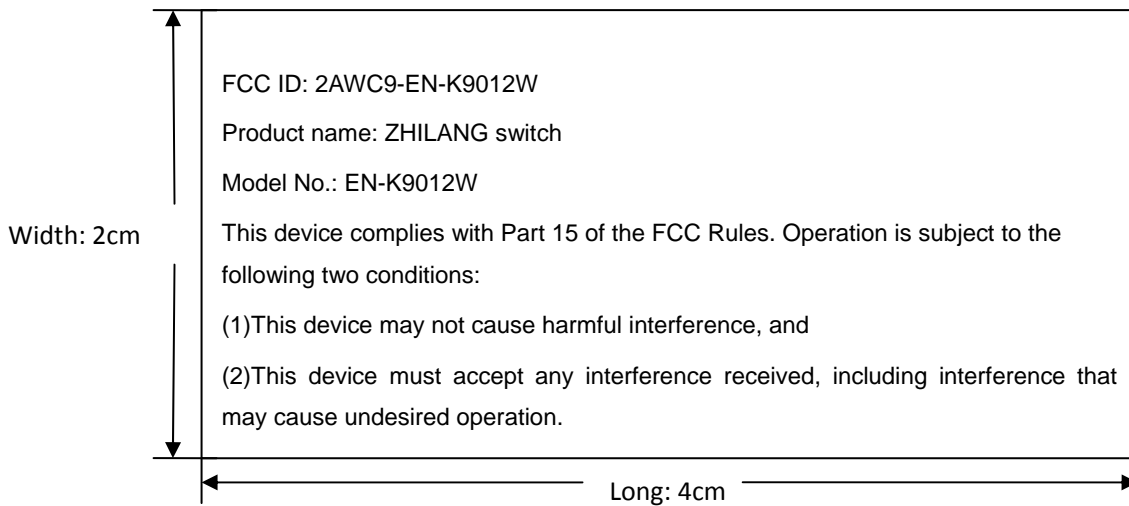 FCC ID: 2AWC9-EN-K9012W
Product name: ZHILANG switch
Model No.: EN-K9012W
Width: 2cm
This device complies with Part 15 of the FCC Rules. Operation is subject to the
following two conditions:
(1)This device may not cause harmful interference, and
(2)This device must accept any interference received, including interference that
may cause undesired operation.
Long: 4cm